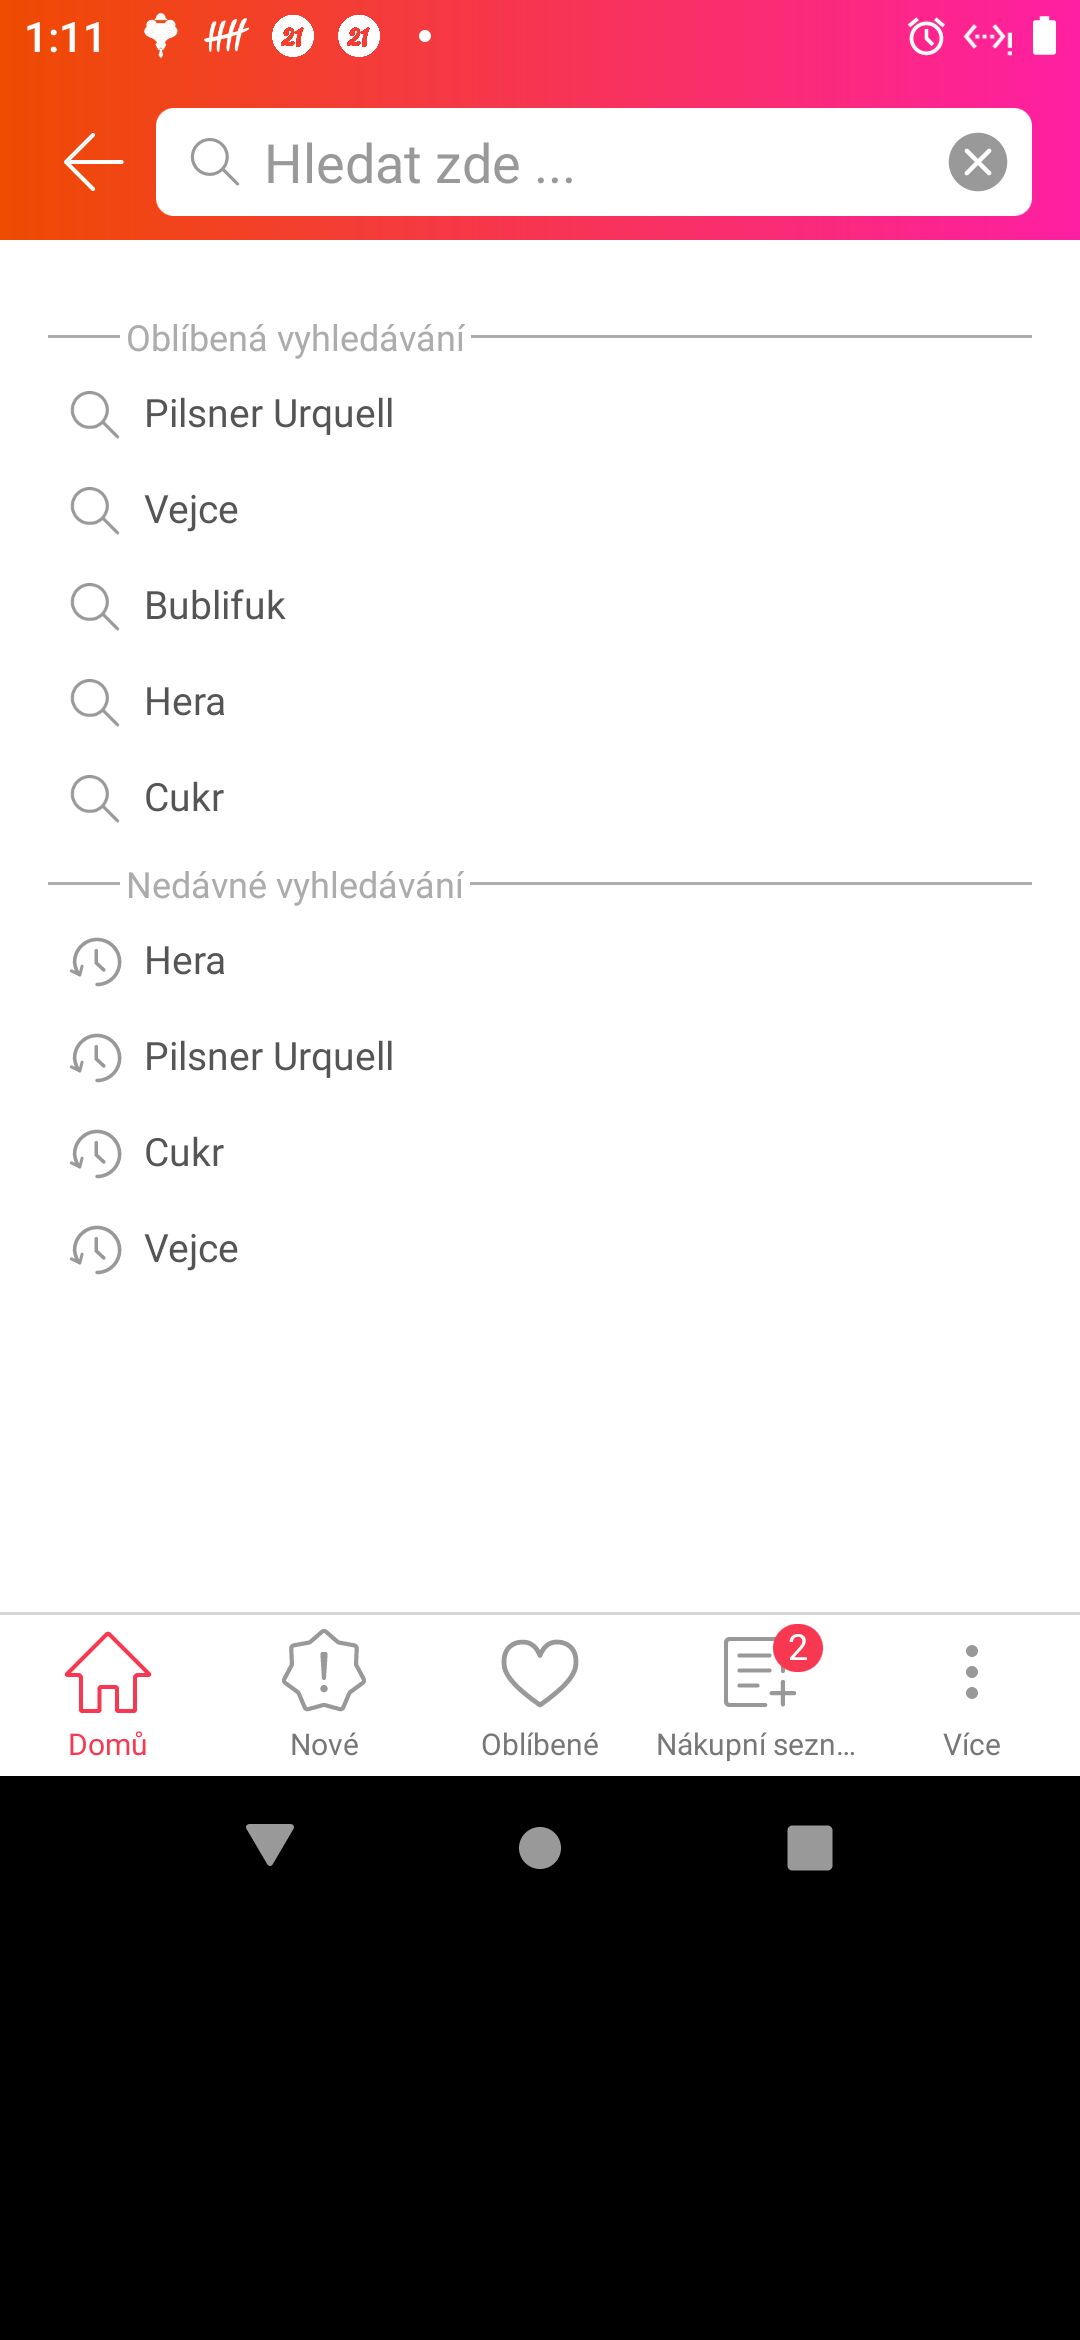 1:11
21
21
Hledat zde ...
Oblíbená vyhledávání
Pilsner Urquell
Vejce
Bublifuk
Hera
Cukr
Nedávné vyhledávání
Hera
Pilsner Urquell
Cukr
Vejce
2
Domů
Nové
Oblíbené
Nákupní sezn...
Více